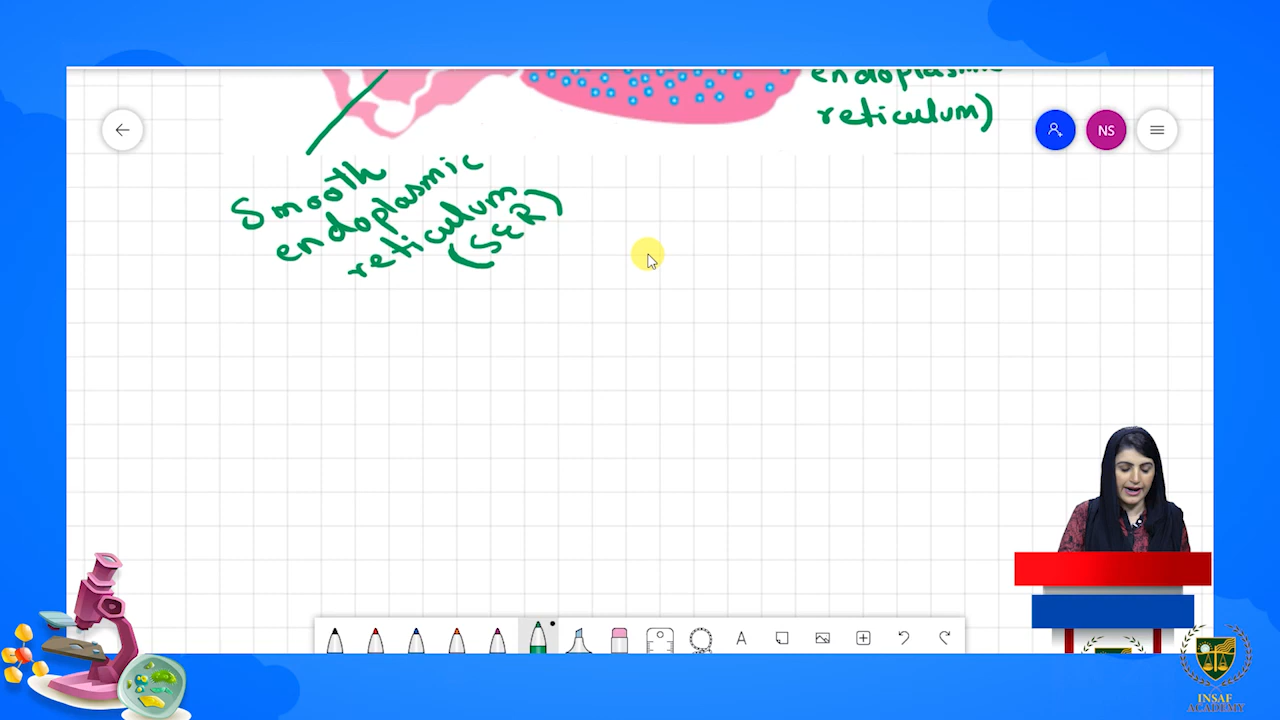 endoplasmic
reticulum)
NS
Smooth
endoplasmic
reticulum
(SER)
A
INSAF
ACADEMY